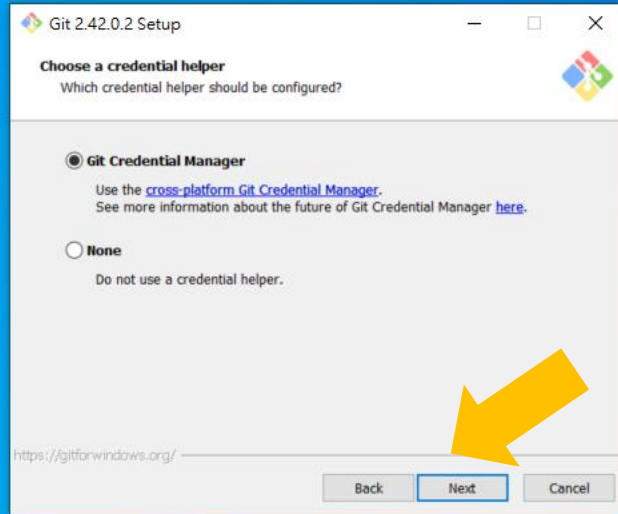 Git 2.42.0.2 Setup
Choose a credential helper
Which credential helper should be configured?
Git Credential Manager
Use the cross-platform Git Credential Manager.
See more information about the future of Git Credential Manager here.
None
Do not use a credential helper.
https://gitforwindows.org/
Back Next Cancel